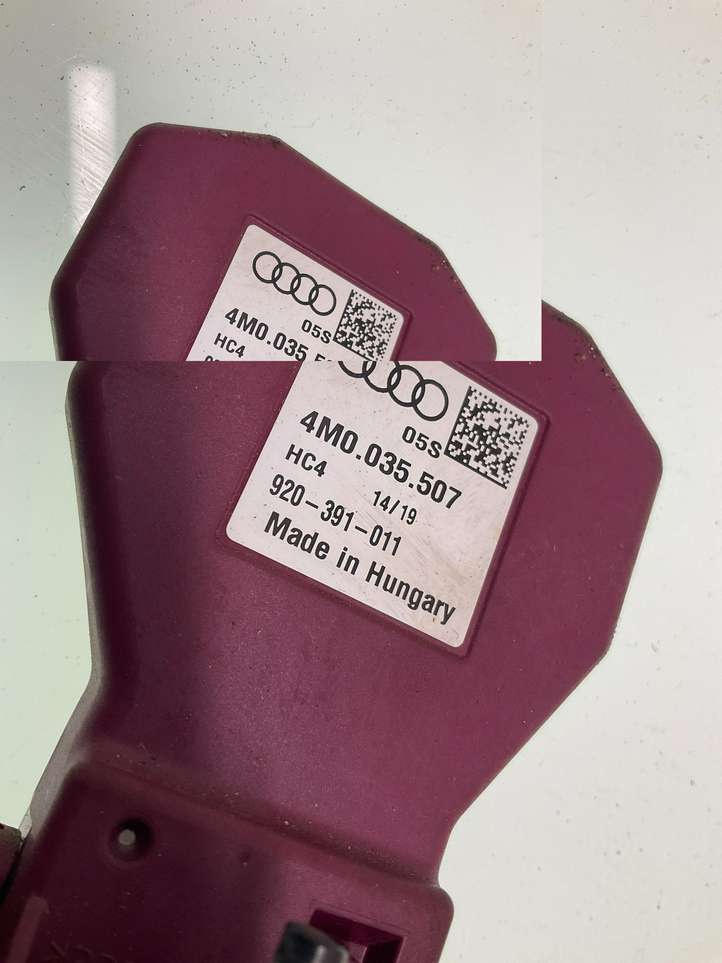 05S
4M0.035.5
HC4
05S
4M0.035.507
HC4 14/19
920-391-011
Made in Hungary